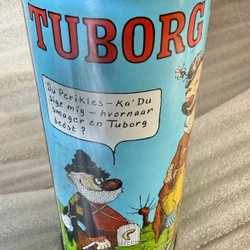 TUBORG
Du Perikles - Ka' Du
sige mig - hvornaar
smager en Tuborg
bedst?